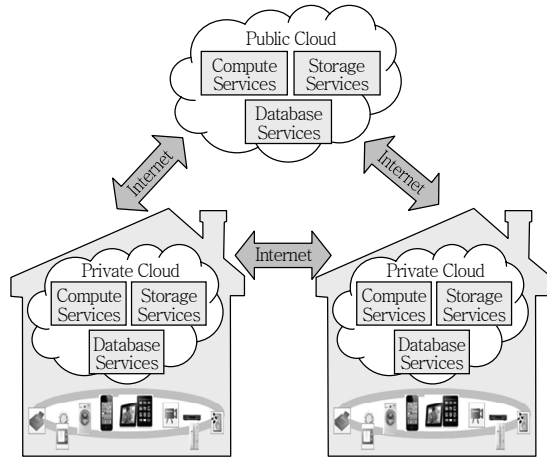 Public Cloud
Compute
Services
Storage
Services
Database
Services
Internet
Internet
Internet
Private Cloud
Compute
Services
Storage
Services
Database
Services
Private Cloud
Compute
Services
Storage
Services
Database
Services